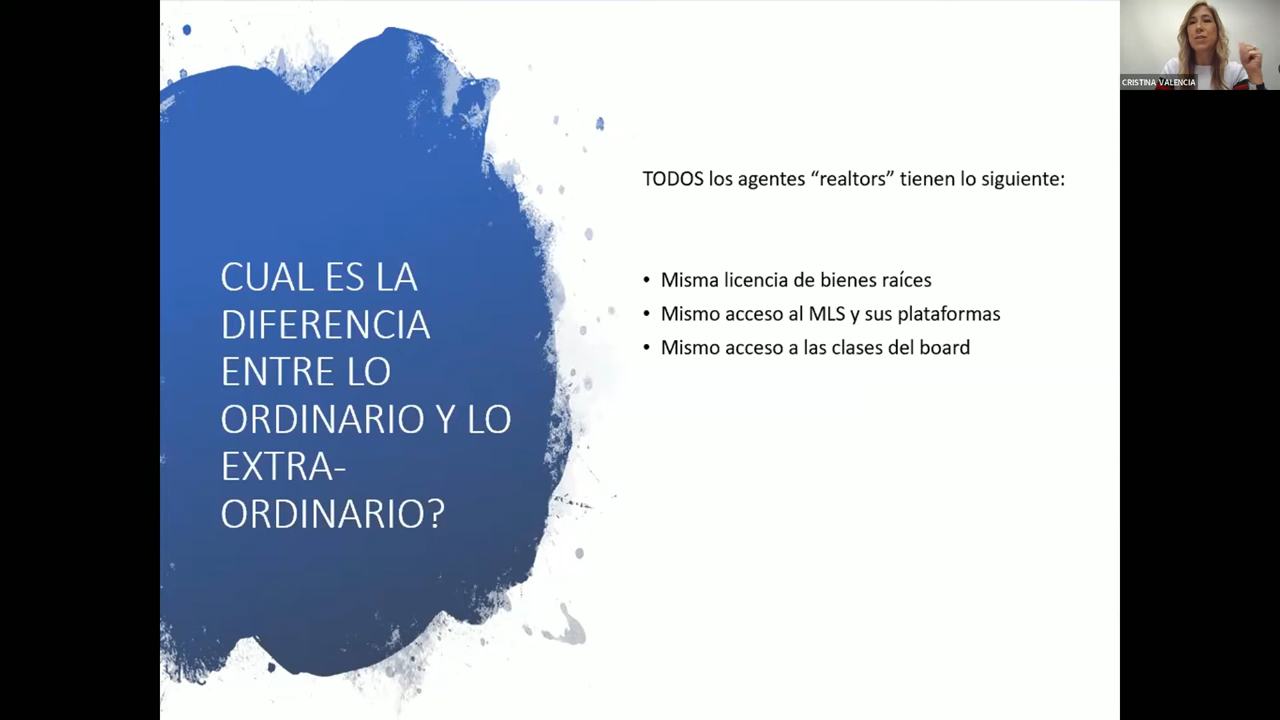 CUAL ES LA
DIFERENCIA
ENTRE LO
ORDINARIO Y LO
EXTRA-
ORDINARIO?
TODOS los agentes “realtors” tienen lo siguiente:
• Misma licencia de bienes raíces
• Mismo acceso al MLS y sus plataformas
• Mismo acceso a las clases del board
CRISTINA VALENCIA